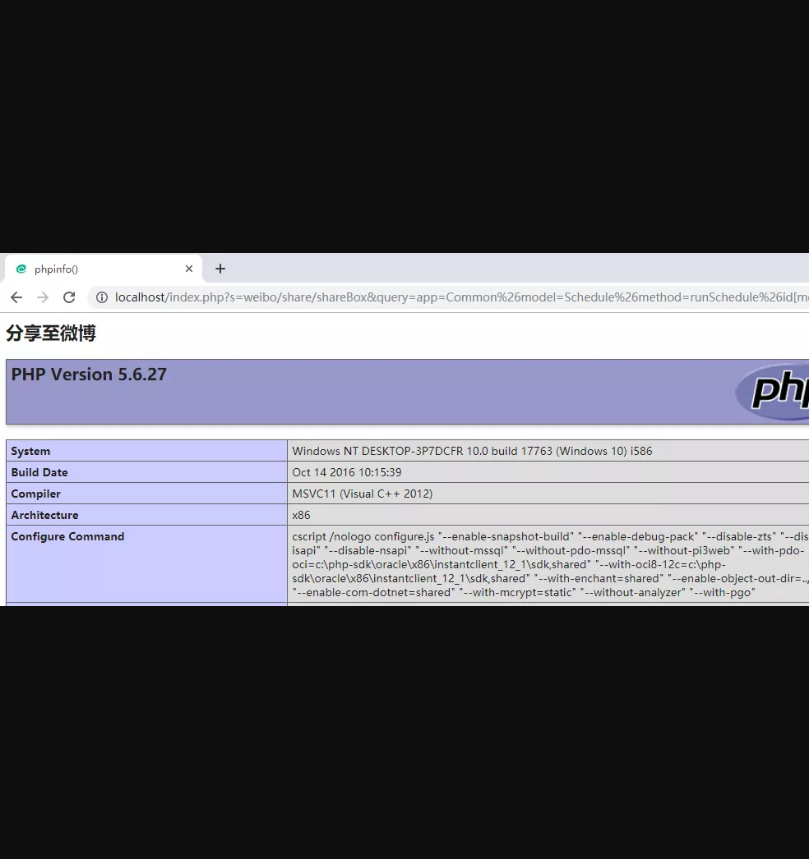 phpinfo()
localhost/index.php?s=weibo/share/shareBox&query=app=Common%26model=Schedule%26method=runSchedule%26id[m
分享至微博
PHP Version 5.6.27
php
System Windows NT DESKTOP-3P7DCFR 10.0 build 17763 (Windows 10) i586
Build Date Oct 14 2016 10:15:39
Compiler MSVC11 (Visual C++ 2012)
Architecture x86
Configure Command cscript /nologo configure.js "--enable-snapshot-build" "--enable-debug-pack" "--disable-zts" "--dis
isapi" "--disable-nsapi" "--without-mssql" "--without-pdo-mssql" "--without-pi3web" "--with-pdo-
oci=c:\php-sdk\oracle\x86\instantclient_12_1\sdk,shared" "--with-oci8-12c=c:\php-
sdk\oracle\x86\instantclient_12_1\sdk,shared" "--with-enchant=shared" "--enable-object-out-dir=../
"--enable-com-dotnet=shared" "--with-mcrypt=static" "--without-analyzer" "--with-pgo"